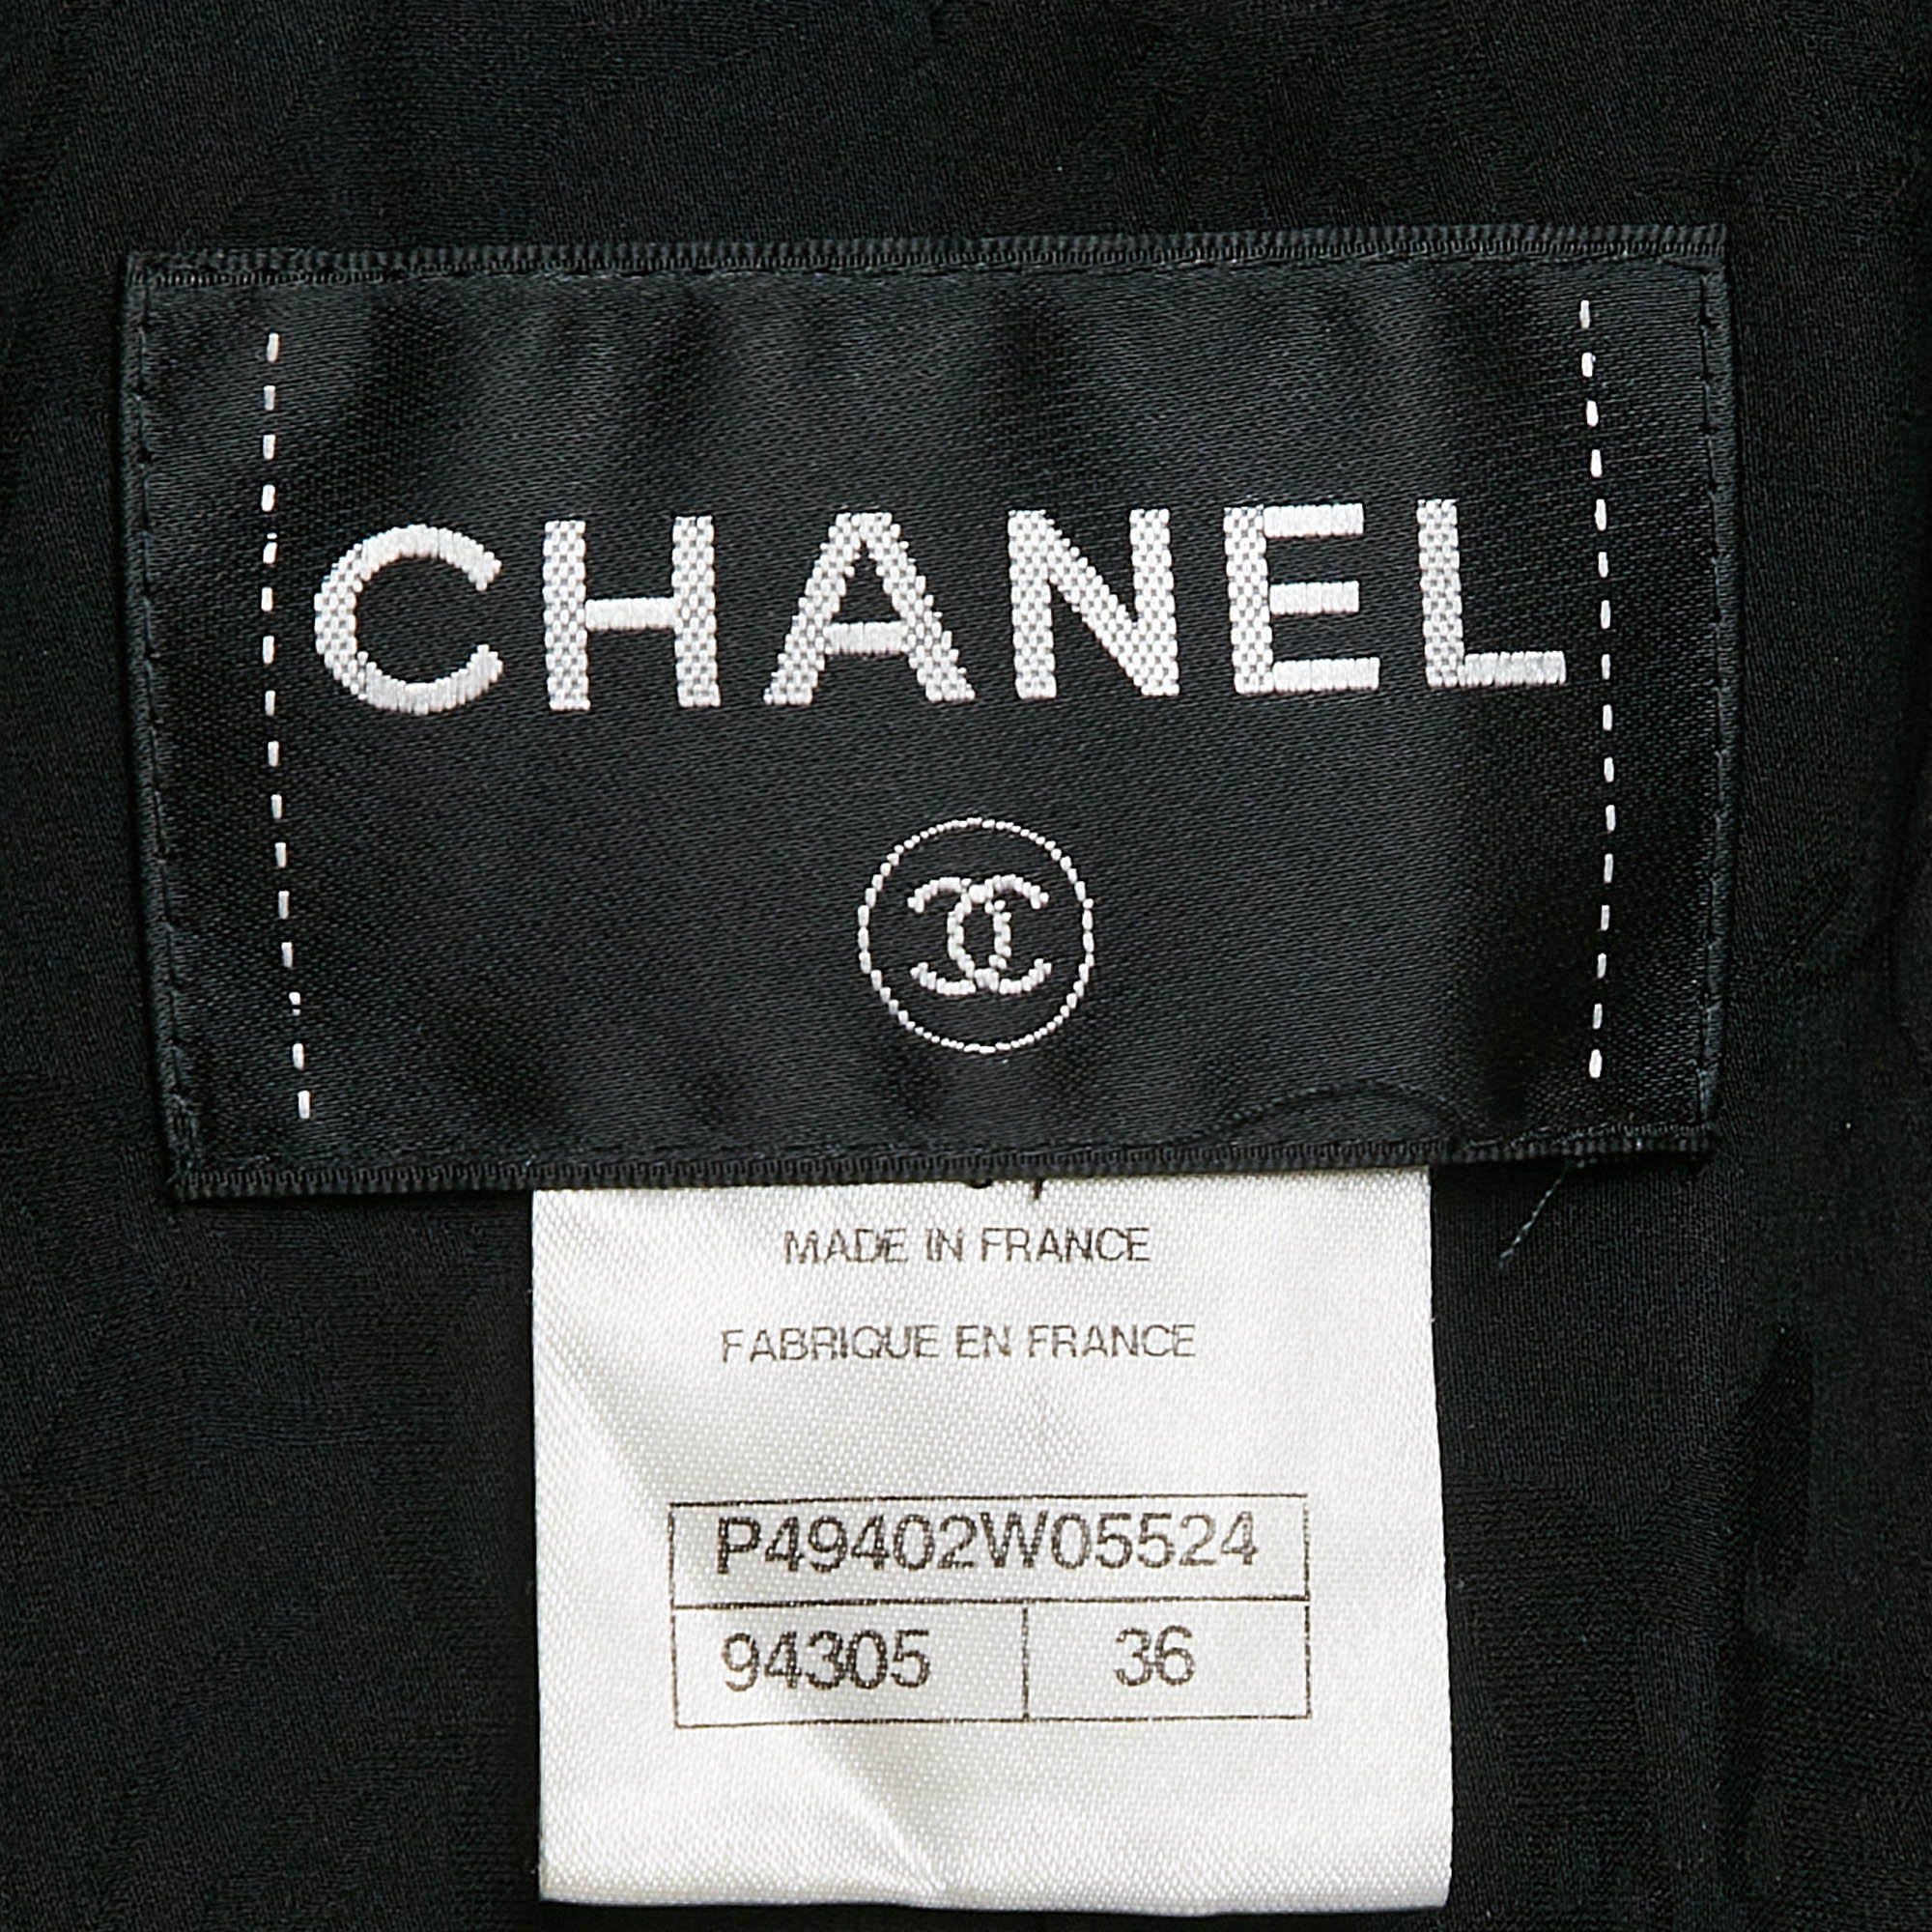 CHANEL
MADE IN FRANCE
FABRIQUE EN FRANCE
P49402W05524
94305 36